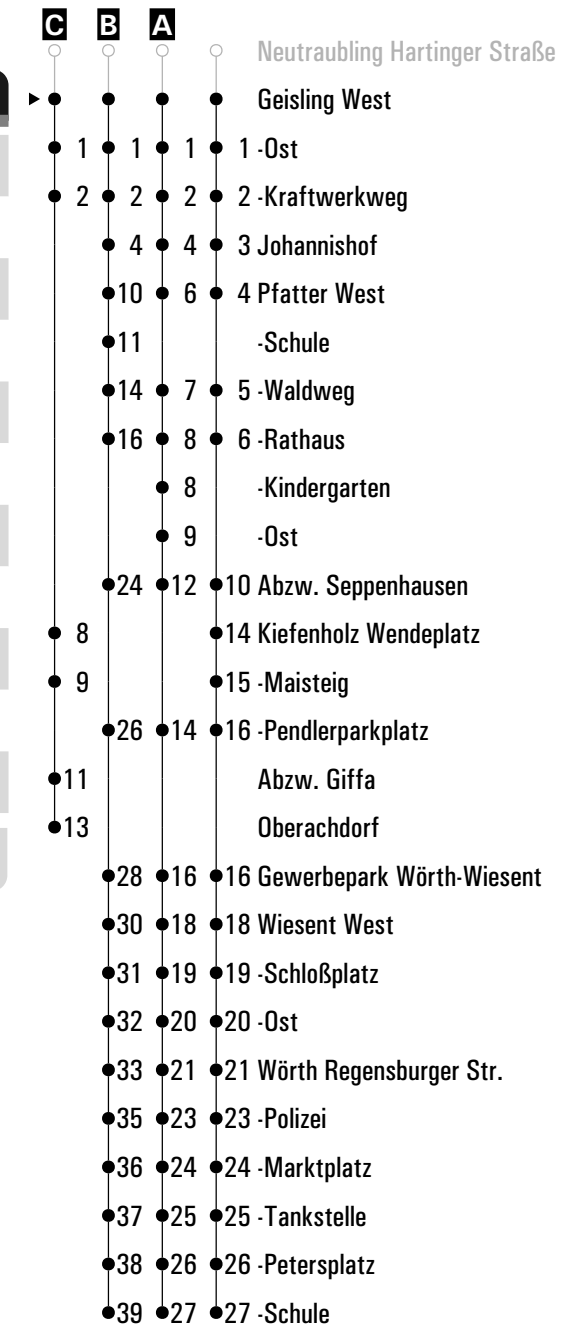 C B A
Neutraubling Hartinger Straße
Geisling West
1 1 1 1 -Ost
2 2 2 2 -Kraftwerkweg
4 4 3 Johannishof
10 6 4 Pfatter West
11 -Schule
14 7 5 -Waldweg
16 8 6 -Rathaus
8 -Kindergarten
9 -Ost
24 12 10 Abzw. Seppenhausen
8 14 Kiefenholz Wendeplatz
9 15 -Maisteig
26 14 16 -Pendlerparkplatz
11 Abzw. Giffa
13 Oberachdorf
28 16 16 Gewerbepark Wörth-Wiesent
30 18 18 Wiesent West
31 19 19 -Schloßplatz
32 20 20 -Ost
33 21 21 Wörth Regensburger Str.
35 23 23 -Polizei
36 24 24 -Marktplatz
37 25 25 -Tankstelle
38 26 26 -Petersplatz
39 27 27 -Schule